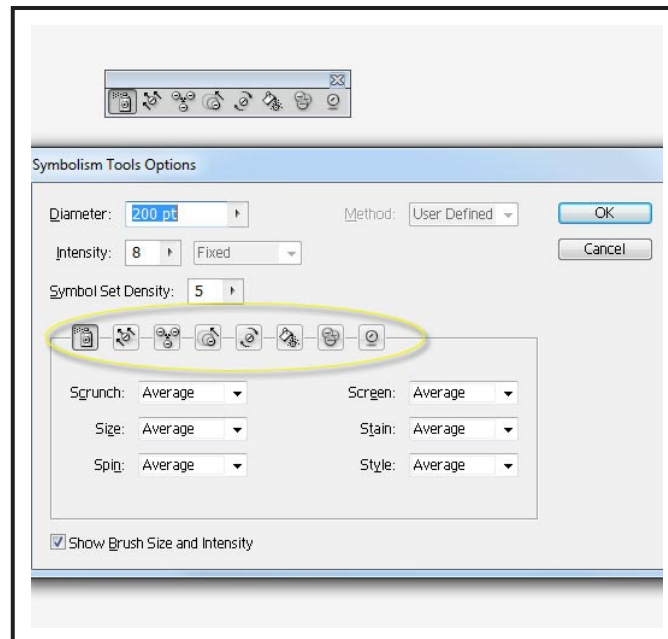 Symbolism Tools Options
Diameter: 200 pt Method: User Defined OK
Intensity: 8 Fixed Cancel
Symbol Set Density: 5
Scrunch: Average Screen: Average
Size: Average Stain: Average
Spin: Average Style: Average
Show Brush Size and Intensity